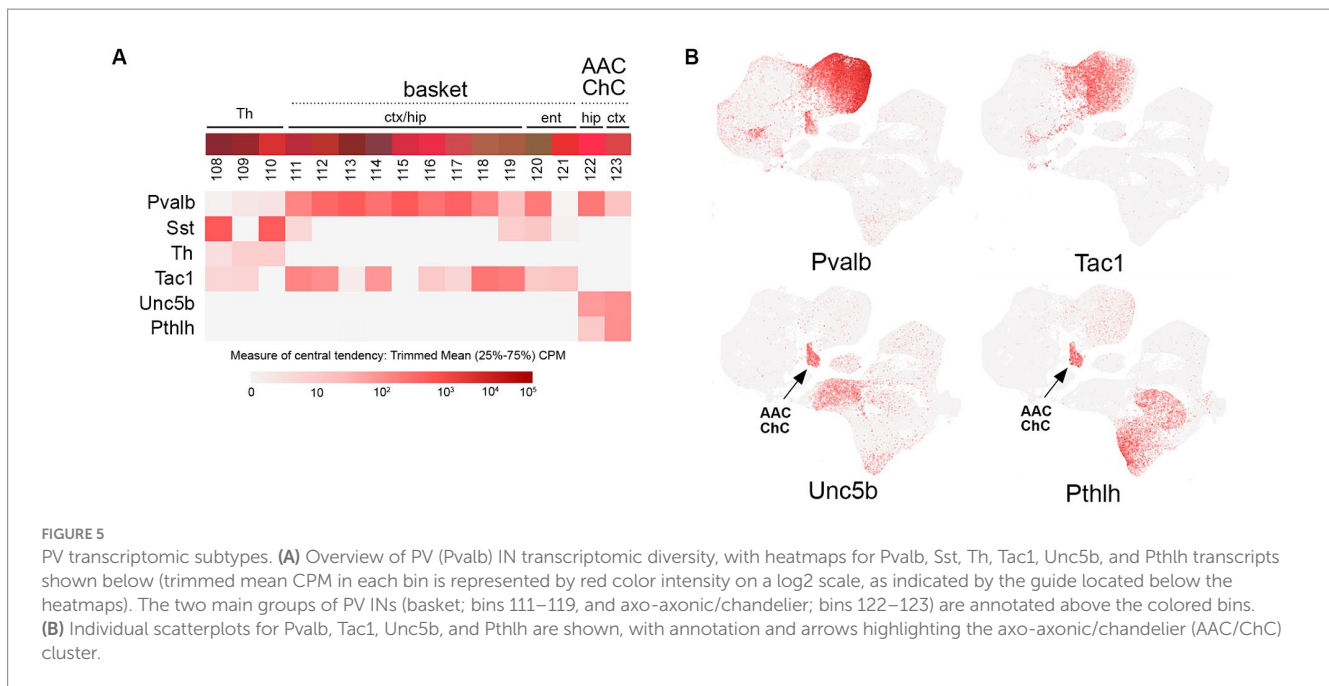 A
AAC
ChC
basket
Th
ctx/hip
ent
hip
ctx
108 109 110 111 112 113 114 115 116 117 118 119 120 121 122 123
Pvalb
Sst
Th
Tac1
Unc5b
Pthlh
Measure of central tendency: Trimmed Mean (25%-75%) CPM
0 10 10² 10³ 10⁴ 10⁵
B
Pvalb
Tac1
AAC
ChC
Unc5b
AAC
ChC
Pthlh
FIGURE 5
PV transcriptomic subtypes. (A) Overview of PV (Pvalb) IN transcriptomic diversity, with heatmaps for Pvalb, Sst, Th, Tac1, Unc5b, and Pthlh transcripts
shown below (trimmed mean CPM in each bin is represented by red color intensity on a log2 scale, as indicated by the guide located below the
heatmaps). The two main groups of PV INs (basket; bins 111–119, and axo-axonic/chandelier; bins 122–123) are annotated above the colored bins.
(B) Individual scatterplots for Pvalb, Tac1, Unc5b, and Pthlh are shown, with annotation and arrows highlighting the axo-axonic/chandelier (AAC/ChC)
cluster.